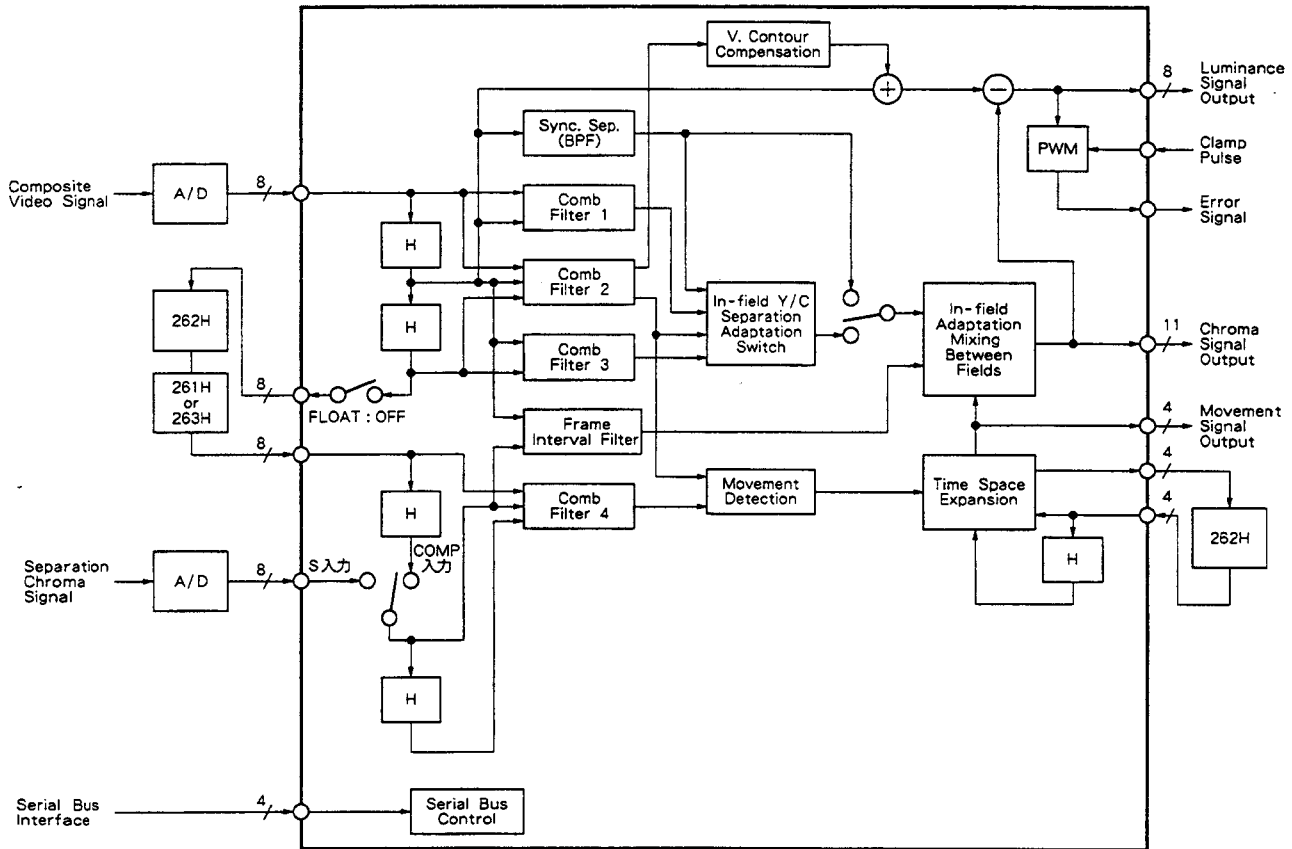 V. Contour
Compensation
+
−
8
Luminance
Signal
Output
Sync. Sep.
(BPF)
PWM
Clamp
Pulse
Composite
Video Signal
A/D
8
Comb
Filter 1
Error
Signal
H
262H
Comb
Filter 2
In-field Y/C
Separation
Adaptation
Switch
In-field
Adaptation
Mixing
Between
Fields
H
11
Chroma
Signal
Output
261H
or
263H
8
FLOAT : OFF
Comb
Filter 3
8
Frame
Interval Filter
4
Movement
Signal
Output
H
Comb
Filter 4
Movement
Detection
Time Space
Expansion
4
4
262H
H
Separation
Chroma
Signal
A/D
8
S入力
COMP
入力
H
Serial Bus
Interface
4
Serial Bus
Control